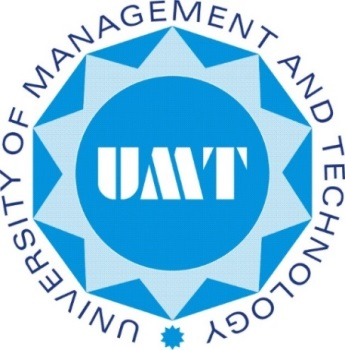 UNIVERSITY OF MANAGEMENT AND TECHNOLOGY
UMT